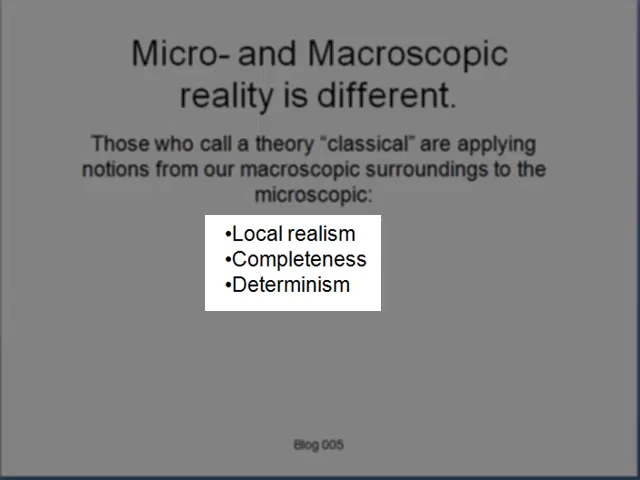 Micro- and Macroscopic
reality is different.
Those who call a theory “classical” are applying
notions from our macroscopic surroundings to the
microscopic:
•Local realism
•Completeness
•Determinism
Blog 005